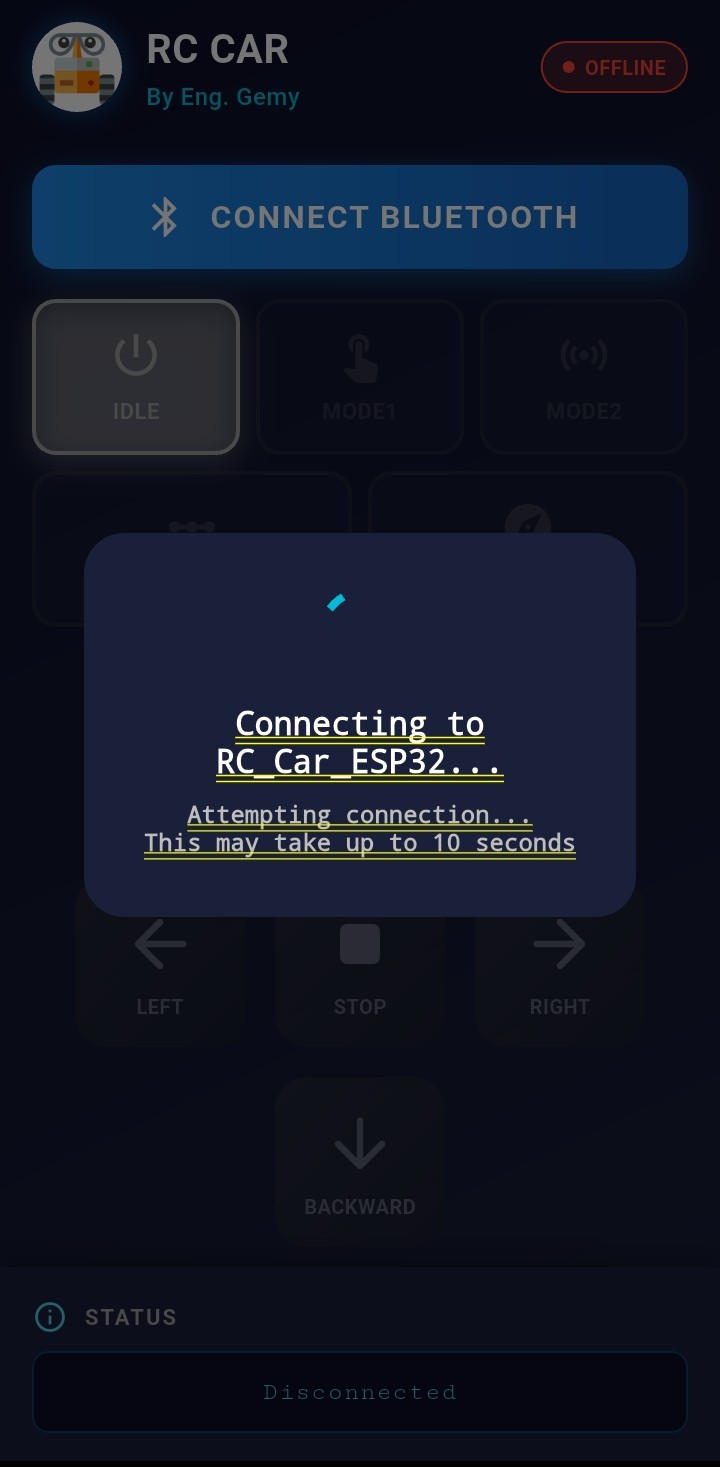 RC CAR
By Eng. Gemy
OFFLINE
CONNECT BLUETOOTH
IDLE
MODE1
MODE2
Connecting to
RC_Car_ESP32...
Attempting connection...
This may take up to 10 seconds
LEFT
STOP
RIGHT
BACKWARD
STATUS
Disconnected